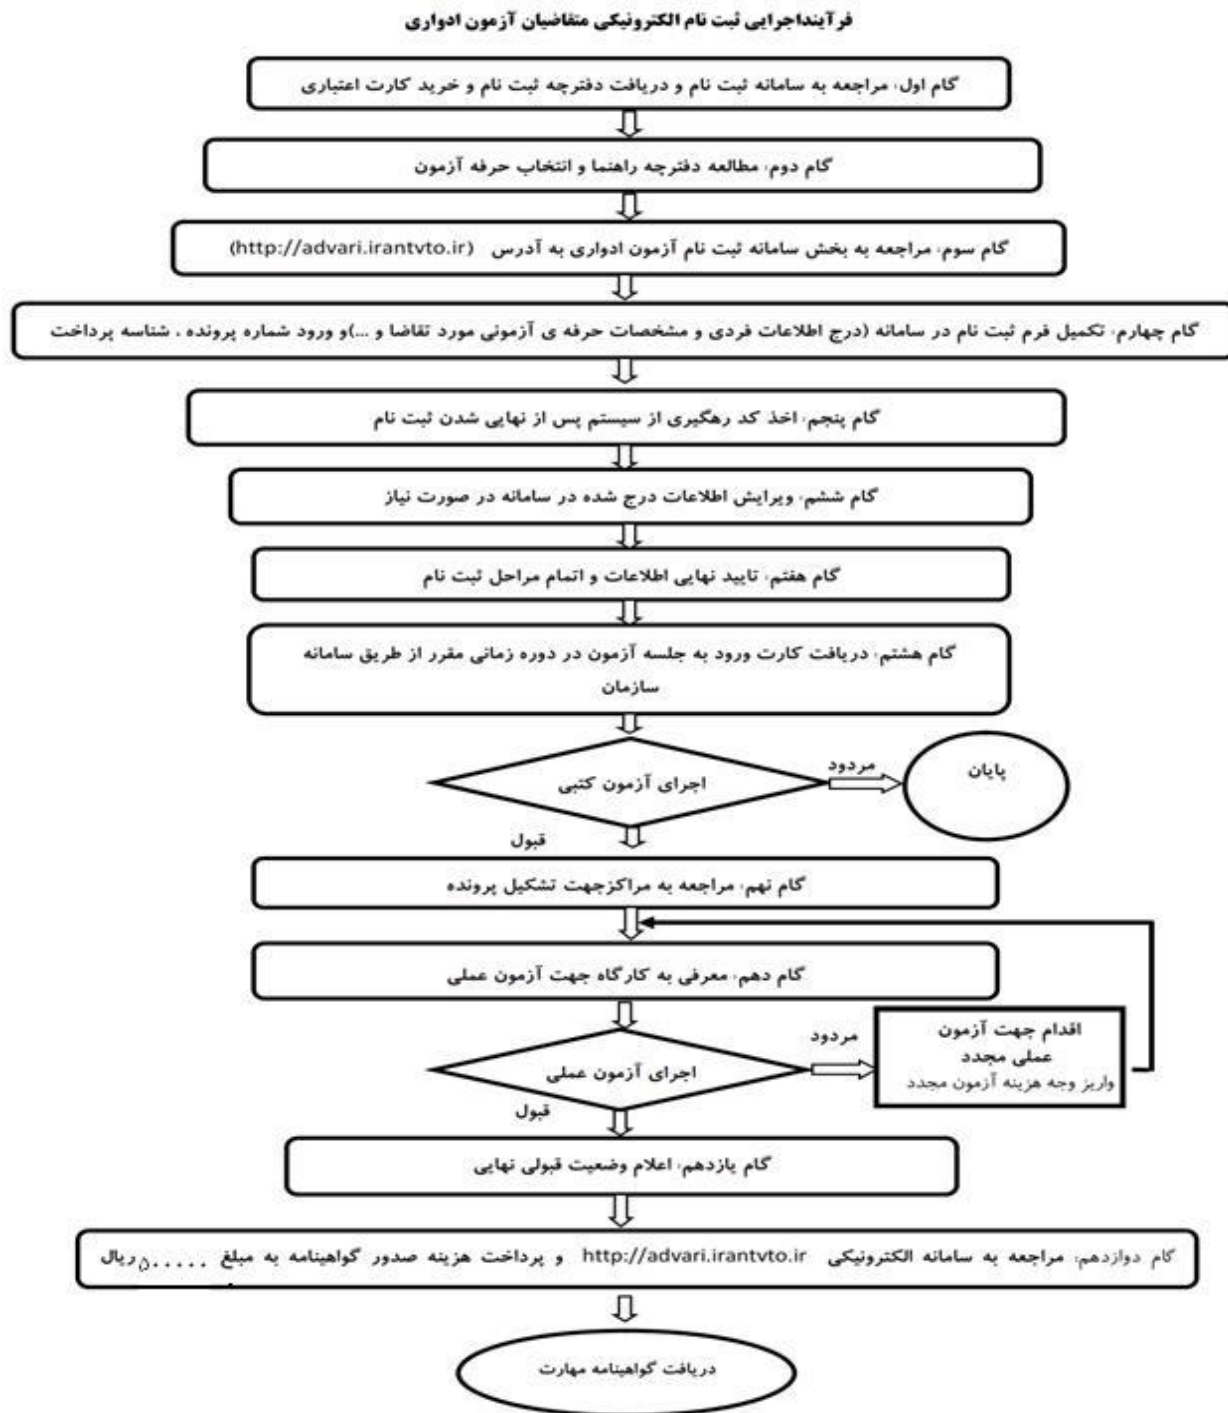 فرآینداجرایی ثبت نام الکترونیکی متقاضیان آزمون ادواری
گام اول: مراجعه به سامانه ثبت نام و دریافت دفترچه ثبت نام و خرید کارت اعتباری
گام دوم: مطالعه دفترچه راهنما و انتخاب حرفه آزمون
گام سوم: مراجعه به بخش سامانه ثبت نام آزمون ادواری به آدرس (http://advari.irantvto.ir)
گام چهارم: تکمیل فرم ثبت نام در سامانه (درج اطلاعات فردی و مشخصات حرفه ی آزمونی مورد تقاضا و ...)و ورود شماره پرونده ، شناسه پرداخت
گام پنجم: اخذ کد رهگیری از سیستم پس از نهایی شدن ثبت نام
گام ششم: ویرایش اطلاعات درج شده در سامانه در صورت نیاز
گام هفتم: تایید نهایی اطلاعات و اتمام مراحل ثبت نام
گام هشتم: دریافت کارت ورود به جلسه آزمون در دوره زمانی مقرر از طریق سامانه
سازمان
اجرای آزمون کتبی
مردود
پایان
قبول
گام نهم: مراجعه به مراکزجهت تشکیل پرونده
گام دهم: معرفی به کارگاه جهت آزمون عملی
اجرای آزمون عملی
مردود
اقدام جهت آزمون
عملی مجدد
واریز وجه هزینه آزمون مجدد
قبول
گام یازدهم: اعلام وضعیت قبولی نهایی
گام دوازدهم: مراجعه به سامانه الکترونیکی http://advari.irantvto.ir و پرداخت هزینه صدور گواهینامه به مبلغ ۵۰۰۰۰۰ ریال
دریافت گواهینامه مهارت